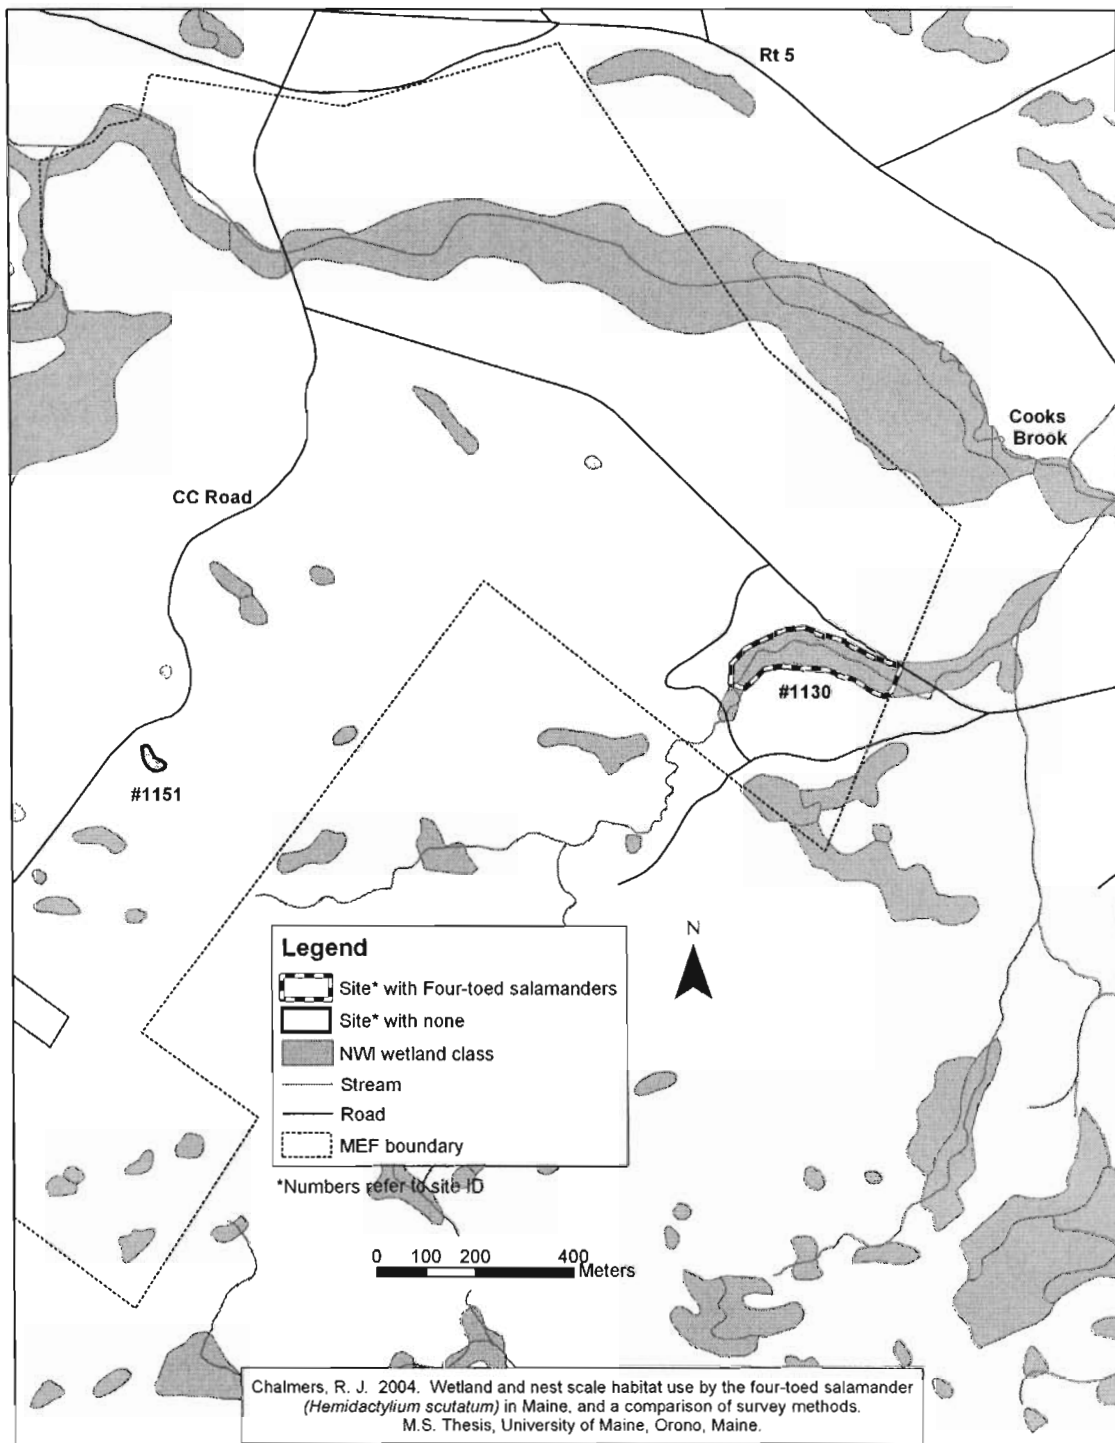 Rt 5
Cooks
Brook
CC Road
#1130
#1151
N
Legend
Site* with Four-toed salamanders
Site* with none
NWI wetland class
Stream
Road
MEF boundary
*Numbers refer to site ID
0 100 200 400
Meters
Chalmers, R. J. 2004. Wetland and nest scale habitat use by the four-toed salamander
(Hemidactylium scutatum) in Maine, and a comparison of survey methods.
M.S. Thesis, University of Maine, Orono, Maine.